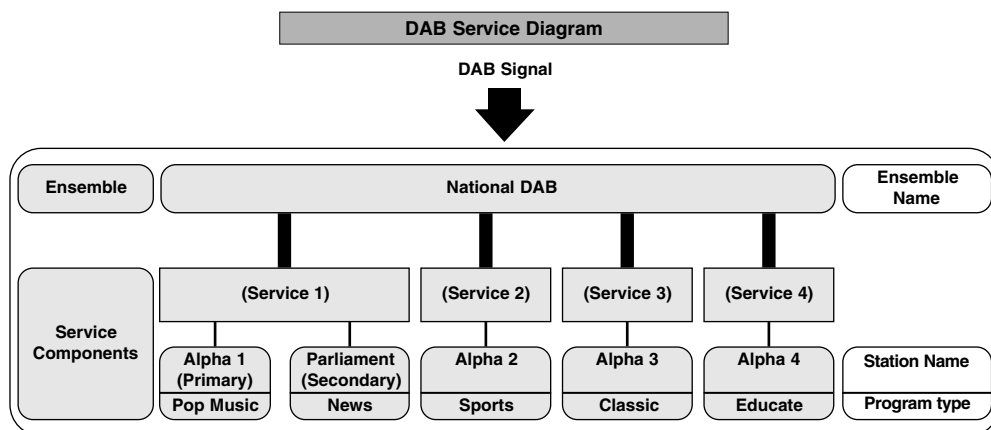 DAB Service Diagram
DAB Signal
Ensemble
National DAB
Ensemble
Name
Service
Components
(Service 1)
(Service 2)
(Service 3)
(Service 4)
Alpha 1
(Primary)
Pop Music
Parliament
(Secondary)
News
Alpha 2
Sports
Alpha 3
Classic
Alpha 4
Educate
Station Name
Program type